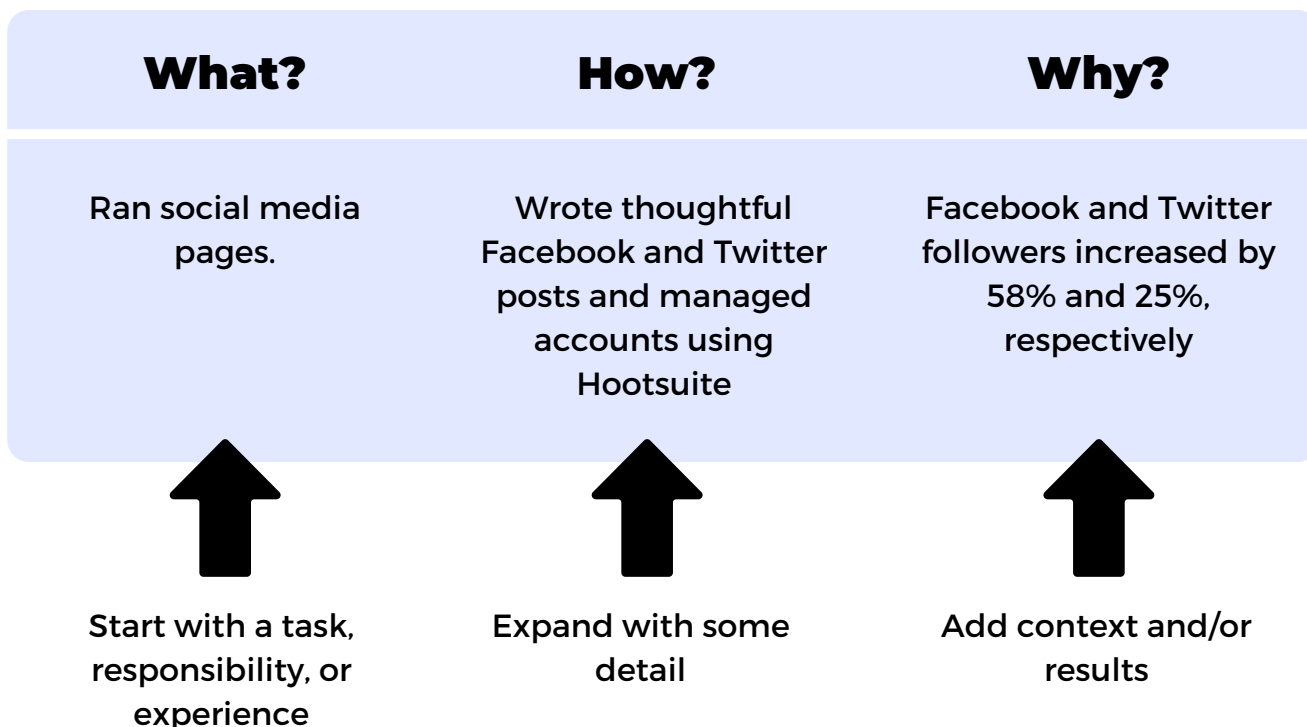 What?
How?
Why?
Ran social media
pages.
Wrote thoughtful
Facebook and Twitter
posts and managed
accounts using
Hootsuite
Facebook and Twitter
followers increased by
58% and 25%,
respectively
Start with a task,
responsibility, or
experience
Expand with some
detail
Add context and/or
results